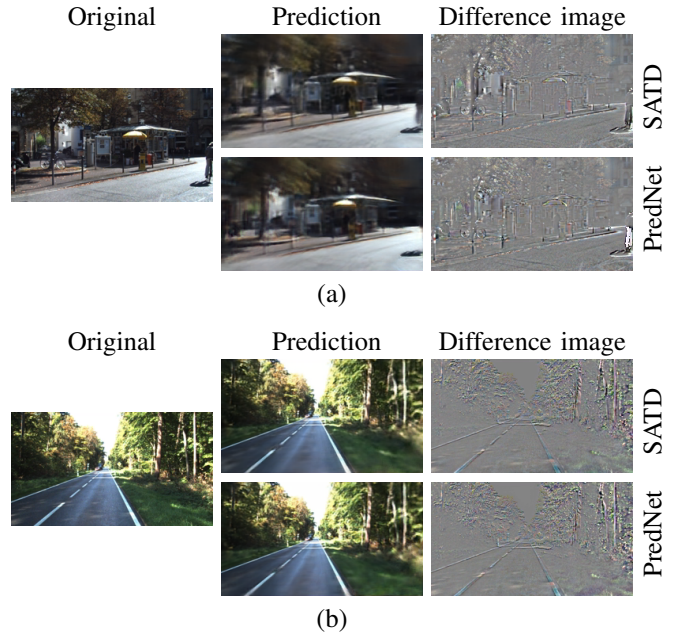 Original Prediction Difference image
SATD
PredNet
(a)
Original Prediction Difference image
SATD
PredNet
(b)